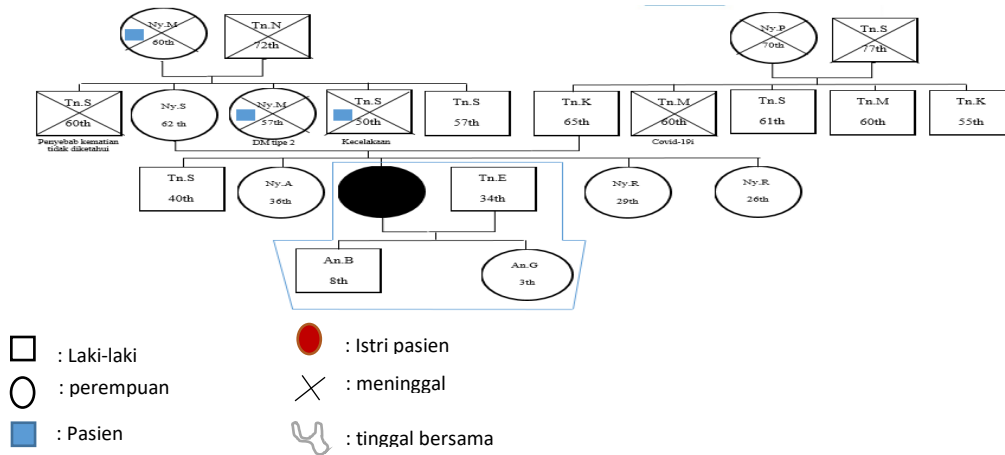 Ny.M
60th
Tn.N
72th
Ny.P
70th
Tn.S
77th
Tn.S
60th
Penyebab kematian
tidak diketahui
Ny.S
62 th
Ny.M
57th
DM tipe 2
Tn.S
50th
Kecelakaan
Tn.S
57th
Tn.K
65th
Tn.M
60th
Covid-19i
Tn.S
61th
Tn.M
60th
Tn.K
55th
Tn.S
40th
Ny.A
36th
Tn.E
34th
Ny.R
29th
Ny.R
26th
An.B
8th
An.G
3th
: Laki-laki
: perempuan
: Pasien
: Istri pasien
: meninggal
: tinggal bersama